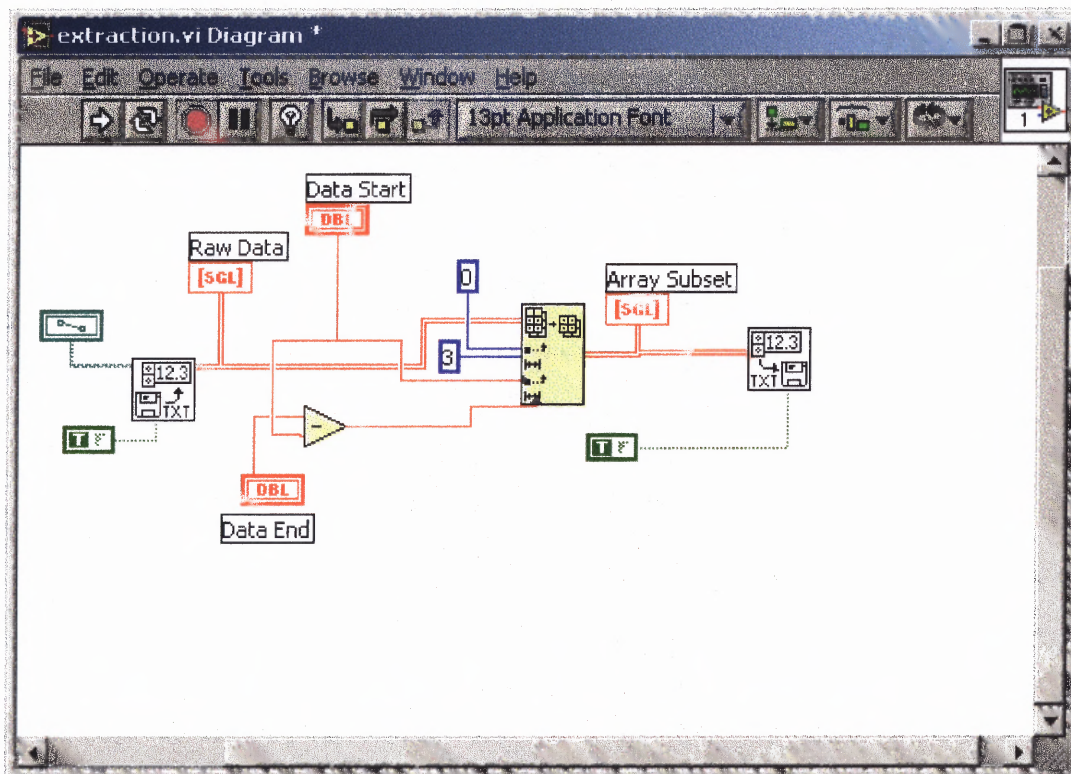 extraction.vi Diagram *
File Edit Operate Tools Browse Window Help
13pt Application Font
1
Data Start
DBL
Raw Data
[SGL]
0
Array Subset
[SGL]
3
12.3
TXT
12.3
TXT
T F
T F
DBL
Data End